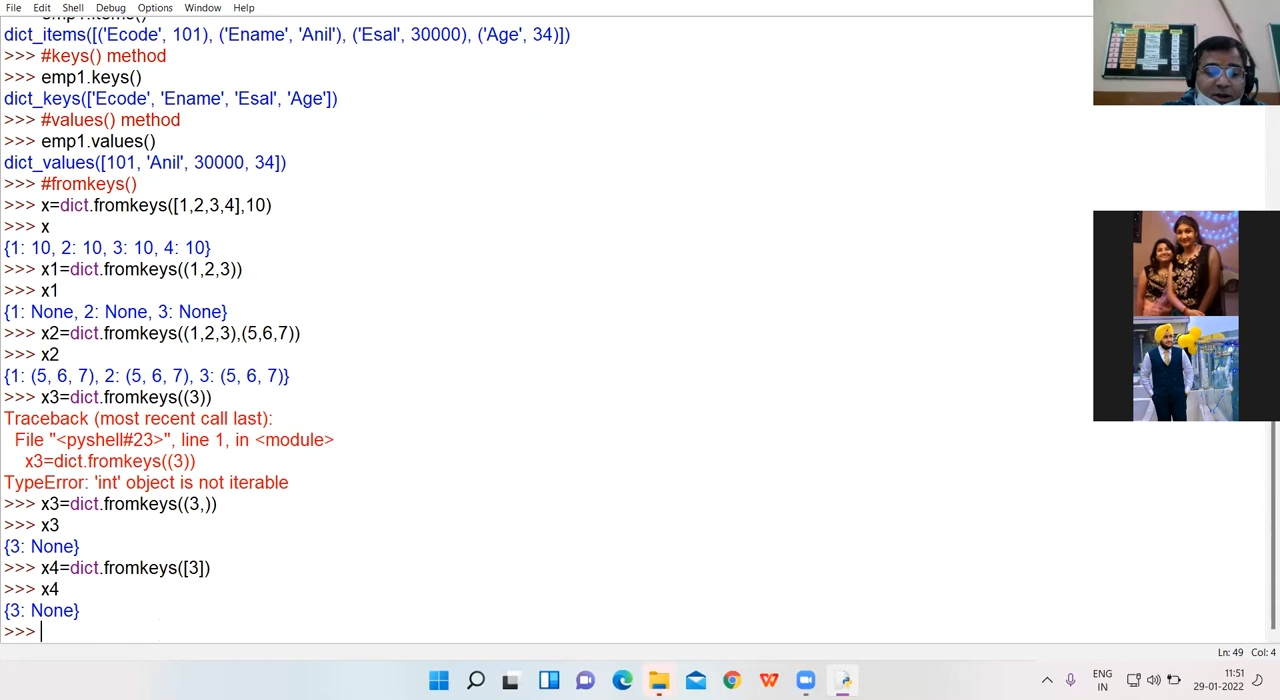 File Edit Shell Debug Options Window Help
emp1.items()
dict_items([('Ecode', 101), ('Ename', 'Anil'), ('Esal', 30000), ('Age', 34)])
>>> #keys() method
>>> emp1.keys()
dict_keys(['Ecode', 'Ename', 'Esal', 'Age'])
>>> #values() method
>>> emp1.values()
dict_values([101, 'Anil', 30000, 34])
>>> #fromkeys()
>>> x=dict.fromkeys([1,2,3,4],10)
>>> x
{1: 10, 2: 10, 3: 10, 4: 10}
>>> x1=dict.fromkeys((1,2,3))
>>> x1
{1: None, 2: None, 3: None}
>>> x2=dict.fromkeys((1,2,3),(5,6,7))
>>> x2
{1: (5, 6, 7), 2: (5, 6, 7), 3: (5, 6, 7)}
>>> x3=dict.fromkeys((3))
Traceback (most recent call last):
File "<pyshell#23>", line 1, in <module>
x3=dict.fromkeys((3))
TypeError: 'int' object is not iterable
>>> x3=dict.fromkeys((3,))
>>> x3
{3: None}
>>> x4=dict.fromkeys([3])
>>> x4
{3: None}
>>>
Ln: 49 Col: 4
ENG
IN
11:51
29-01-2022